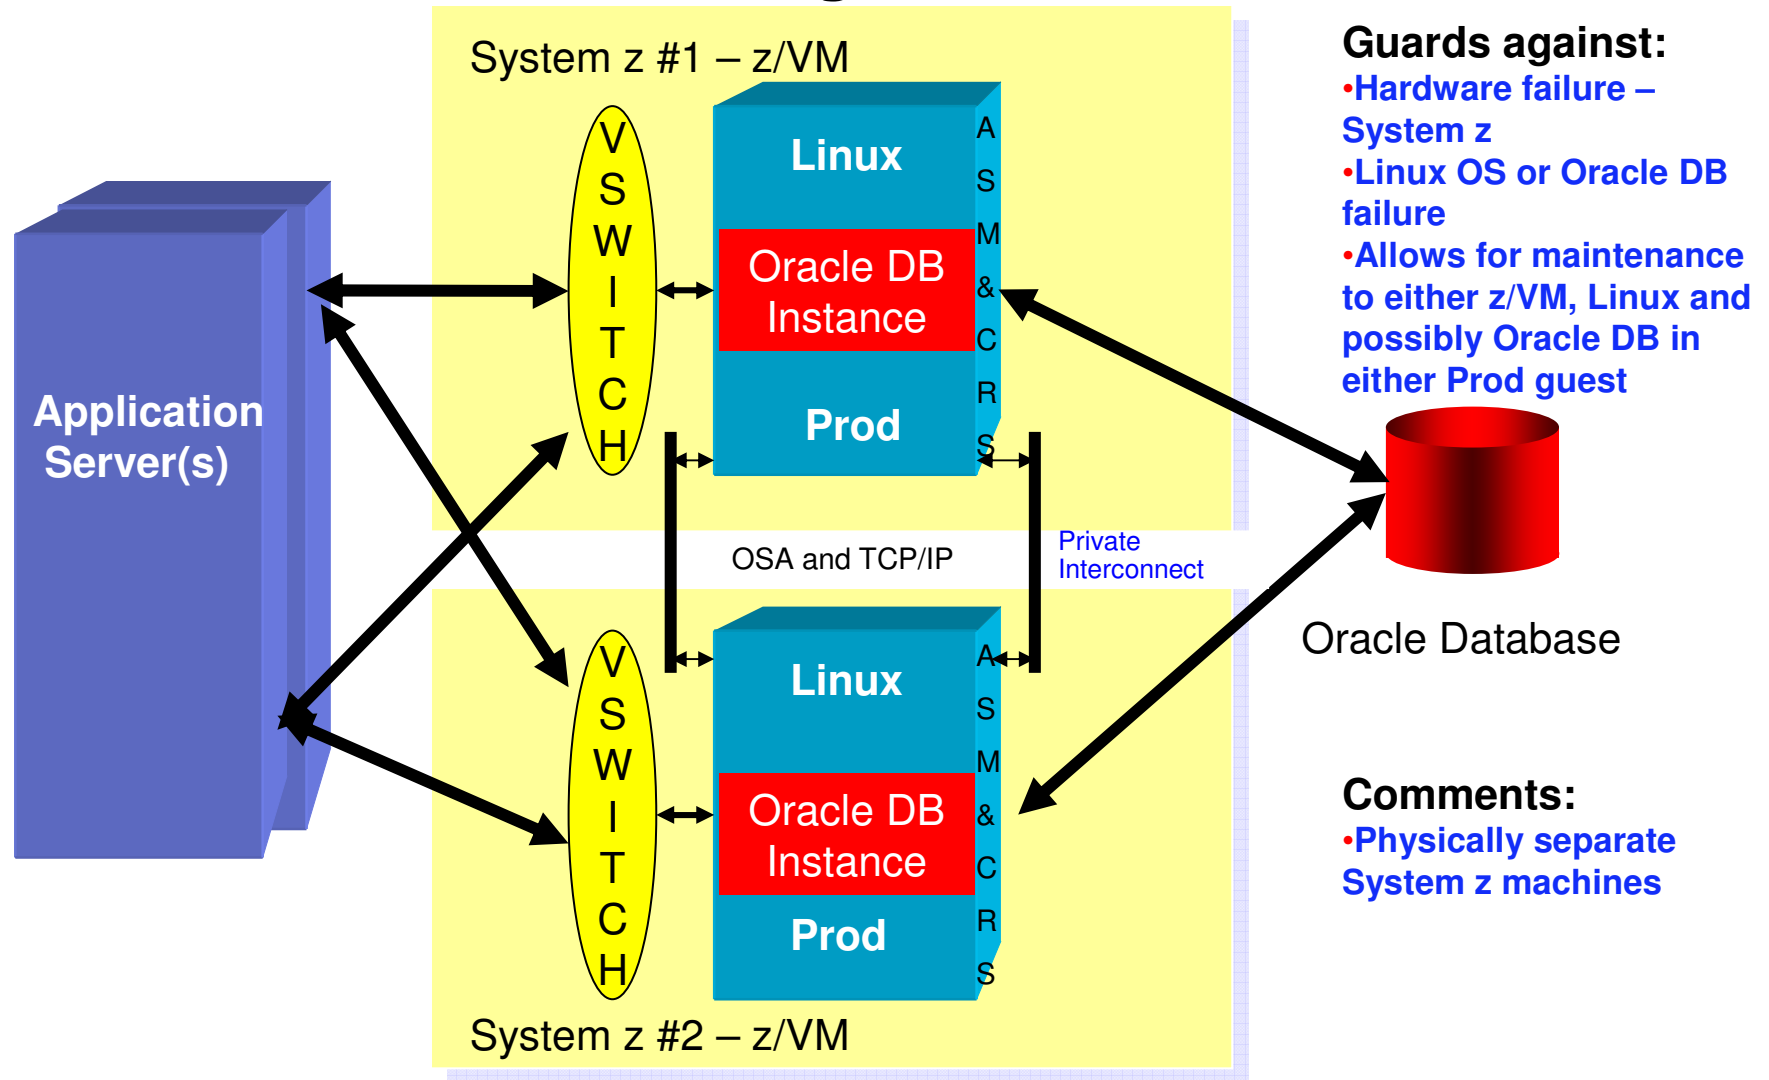 System z #1 – z/VM
VSWITCH
Linux
Oracle DB
Instance
Prod
ASM&CRS
Application
Server(s)
OSA and TCP/IP
Private
Interconnect
VSWITCH
Linux
Oracle DB
Instance
Prod
ASM&CRS
System z #2 – z/VM
Guards against:
•Hardware failure –
System z
•Linux OS or Oracle DB
failure
•Allows for maintenance
to either z/VM, Linux and
possibly Oracle DB in
either Prod guest
Oracle Database
Comments:
•Physically separate
System z machines